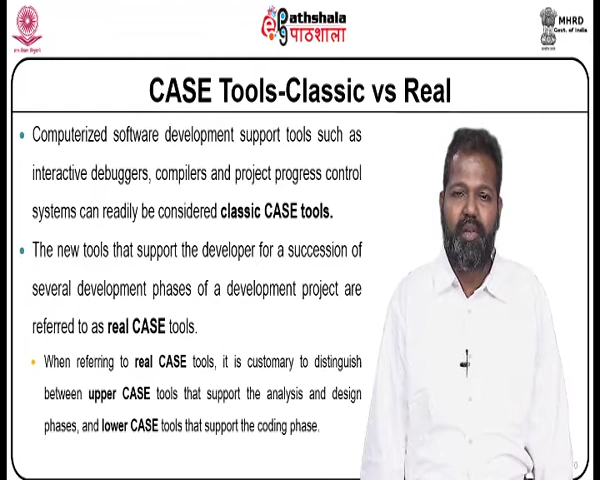 Pathshala
पाठशाला
MHRD
Govt. of India
CASE Tools-Classic vs Real
• Computerized software development support tools such as
interactive debuggers, compilers and project progress control
systems can readily be considered classic CASE tools.
• The new tools that support the developer for a succession of
several development phases of a development project are
referred to as real CASE tools.
• When referring to real CASE tools, it is customary to distinguish
between upper CASE tools that support the analysis and design
phases, and lower CASE tools that support the coding phase.